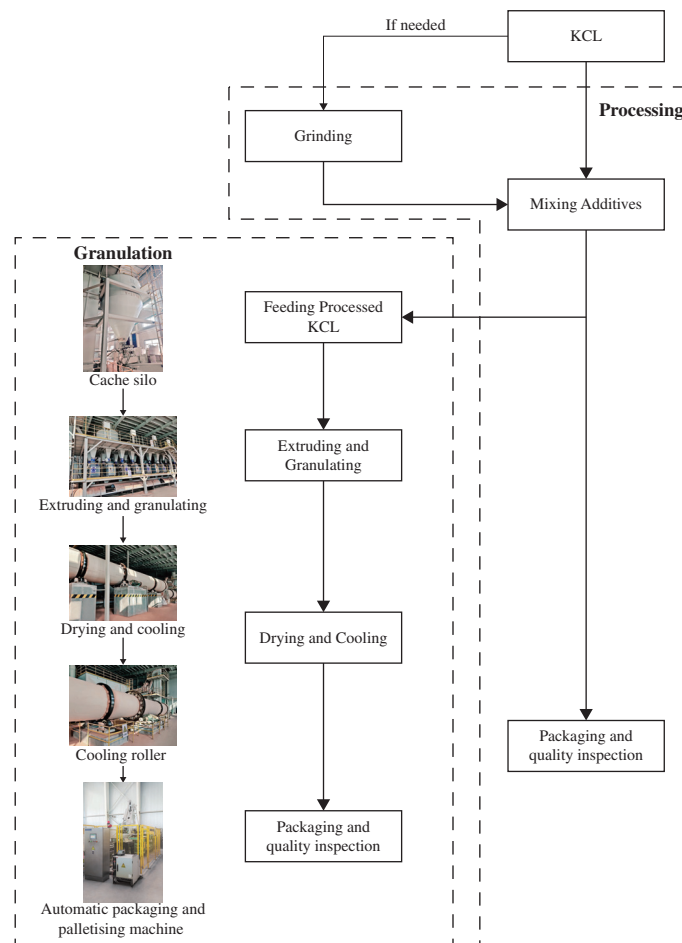 If needed
KCL
Processing
Grinding
Mixing Additives
Granulation
Cache silo
Feeding Processed
KCL
Extruding and granulating
Extruding and
Granulating
Drying and cooling
Drying and Cooling
Cooling roller
Packaging and
quality inspection
Automatic packaging and
palletising machine
Packaging and
quality inspection